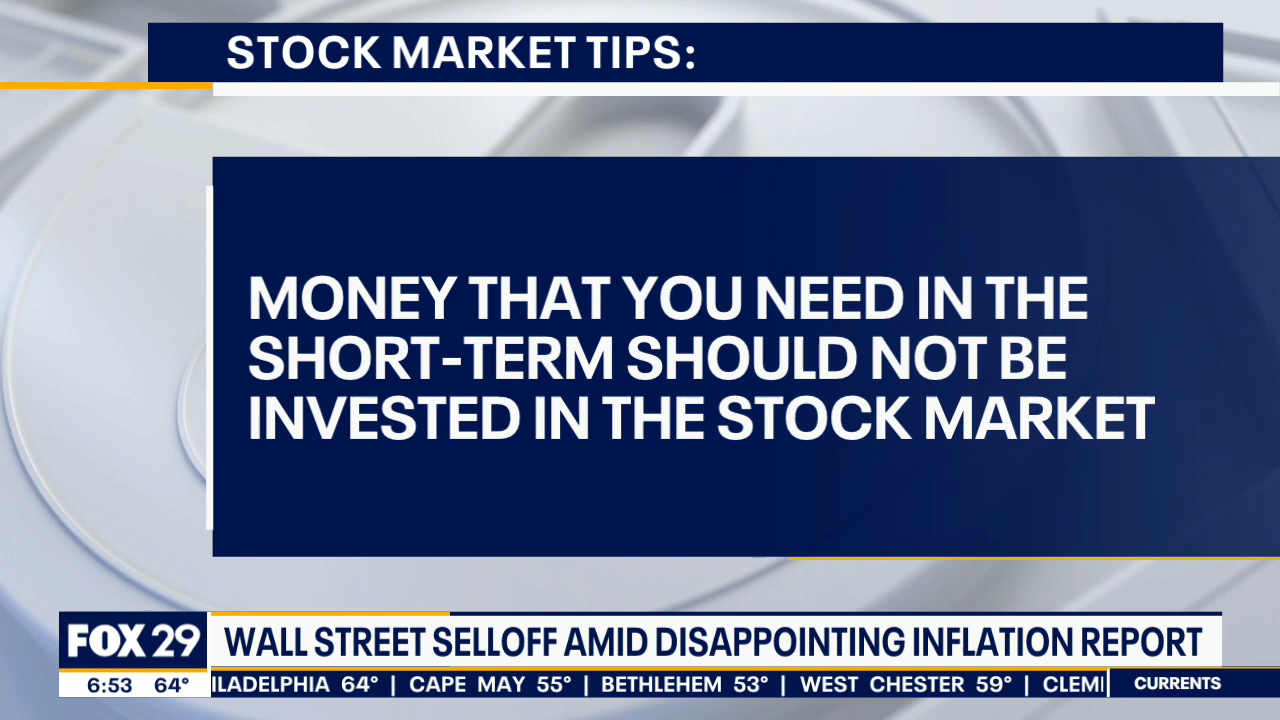 STOCK MARKET TIPS:
MONEY THAT YOU NEED IN THE
SHORT-TERM SHOULD NOT BE
INVESTED IN THE STOCK MARKET
FOX 29 WALL STREET SELLOFF AMID DISAPPOINTING INFLATION REPORT
6:53 64° ILADELPHIA 64° | CAPE MAY 55° | BETHLEHEM 53° | WEST CHESTER 59° | CLEM CURRENTS